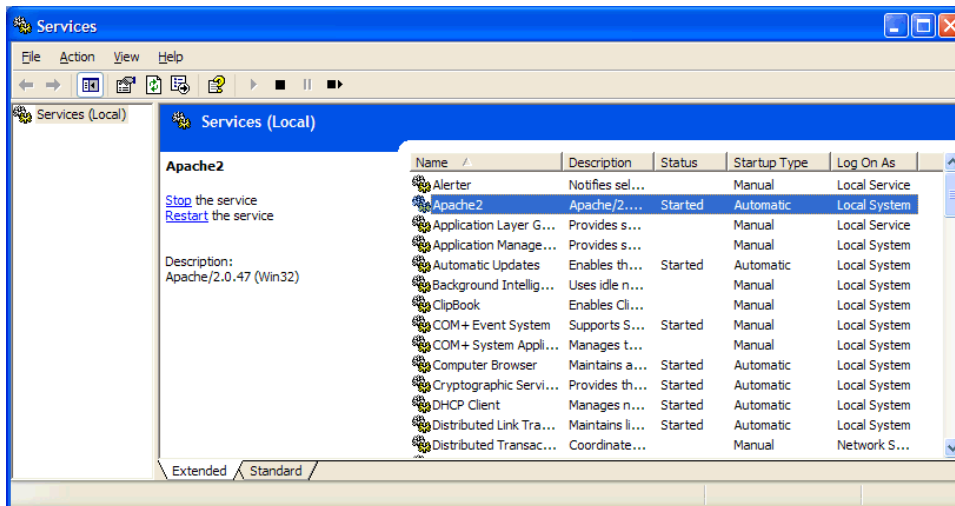 Services
File Action View Help
Services (Local)
Services (Local)
Apache2
Stop the service
Restart the service
Description:
Apache/2.0.47 (Win32)
Name Description Status Startup Type Log On As
Alerter Notifies sel... Manual Local Service
Apache2 Apache/2.... Started Automatic Local System
Application Layer G... Provides s... Manual Local Service
Application Manage... Provides s... Manual Local System
Automatic Updates Enables th... Started Automatic Local System
Background Intellig... Uses idle n... Manual Local System
ClipBook Enables Cli... Manual Local System
COM+ Event System Supports S... Started Manual Local System
COM+ System Appli... Manages t... Manual Local System
Computer Browser Maintains a... Started Automatic Local System
Cryptographic Servi... Provides th... Started Automatic Local System
DHCP Client Manages n... Started Automatic Local System
Distributed Link Tra... Maintains li... Started Automatic Local System
Distributed Transac... Coordinate... Manual Network S...
Extended Standard